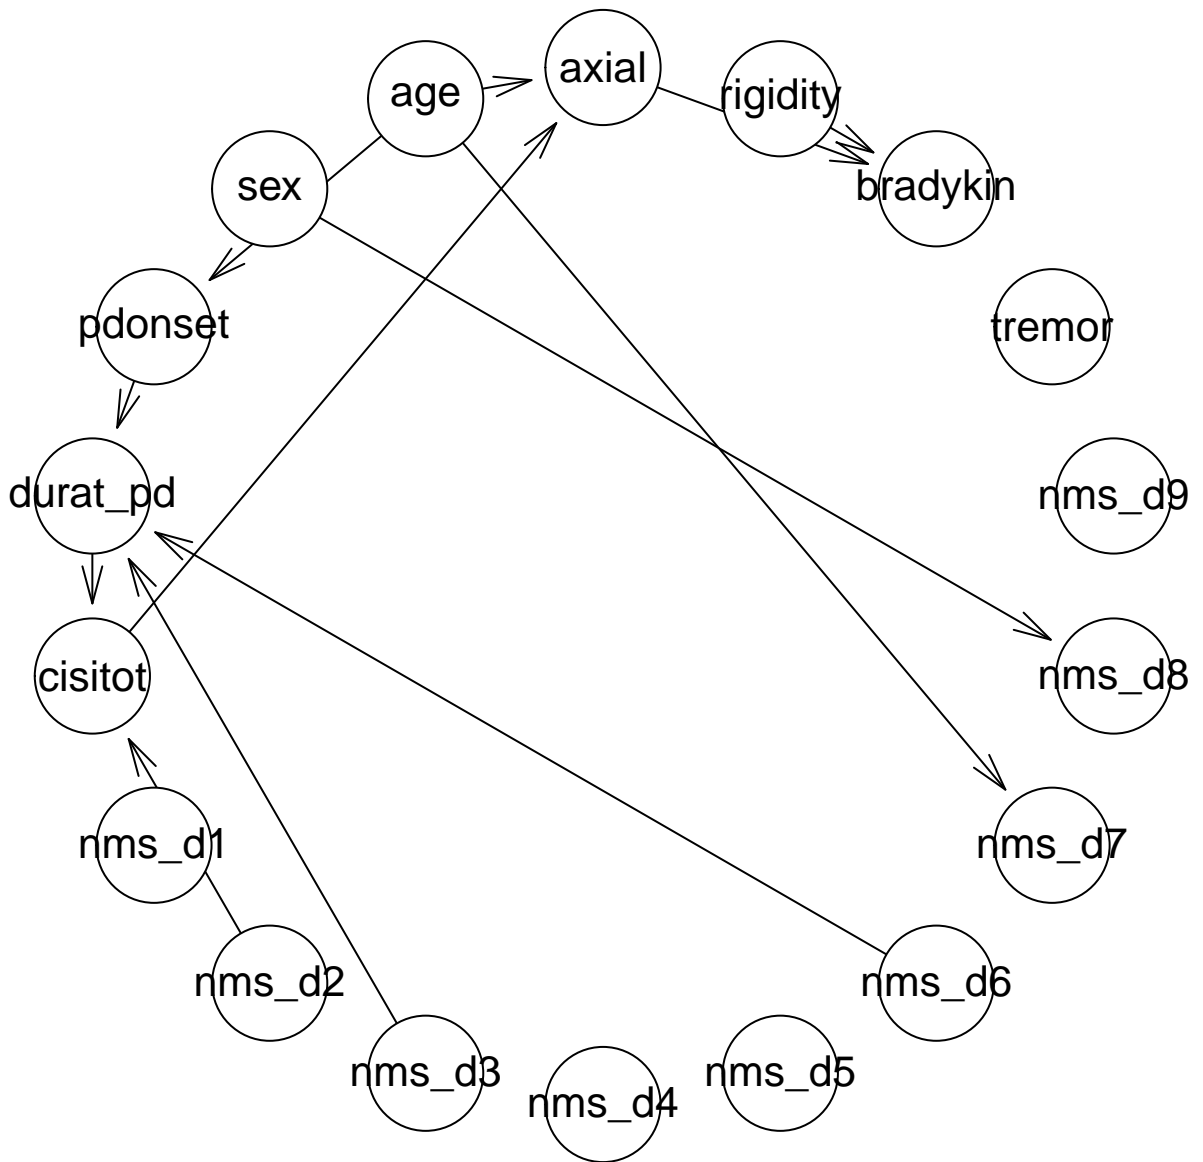 axial
age
rigidity
sex
bradykin
pdonset
tremor
durat_pd
nms_d9
cisitot
nms_d8
nms_d1
nms_d7
nms_d2
nms_d6
nms_d3
nms_d5
nms_d4